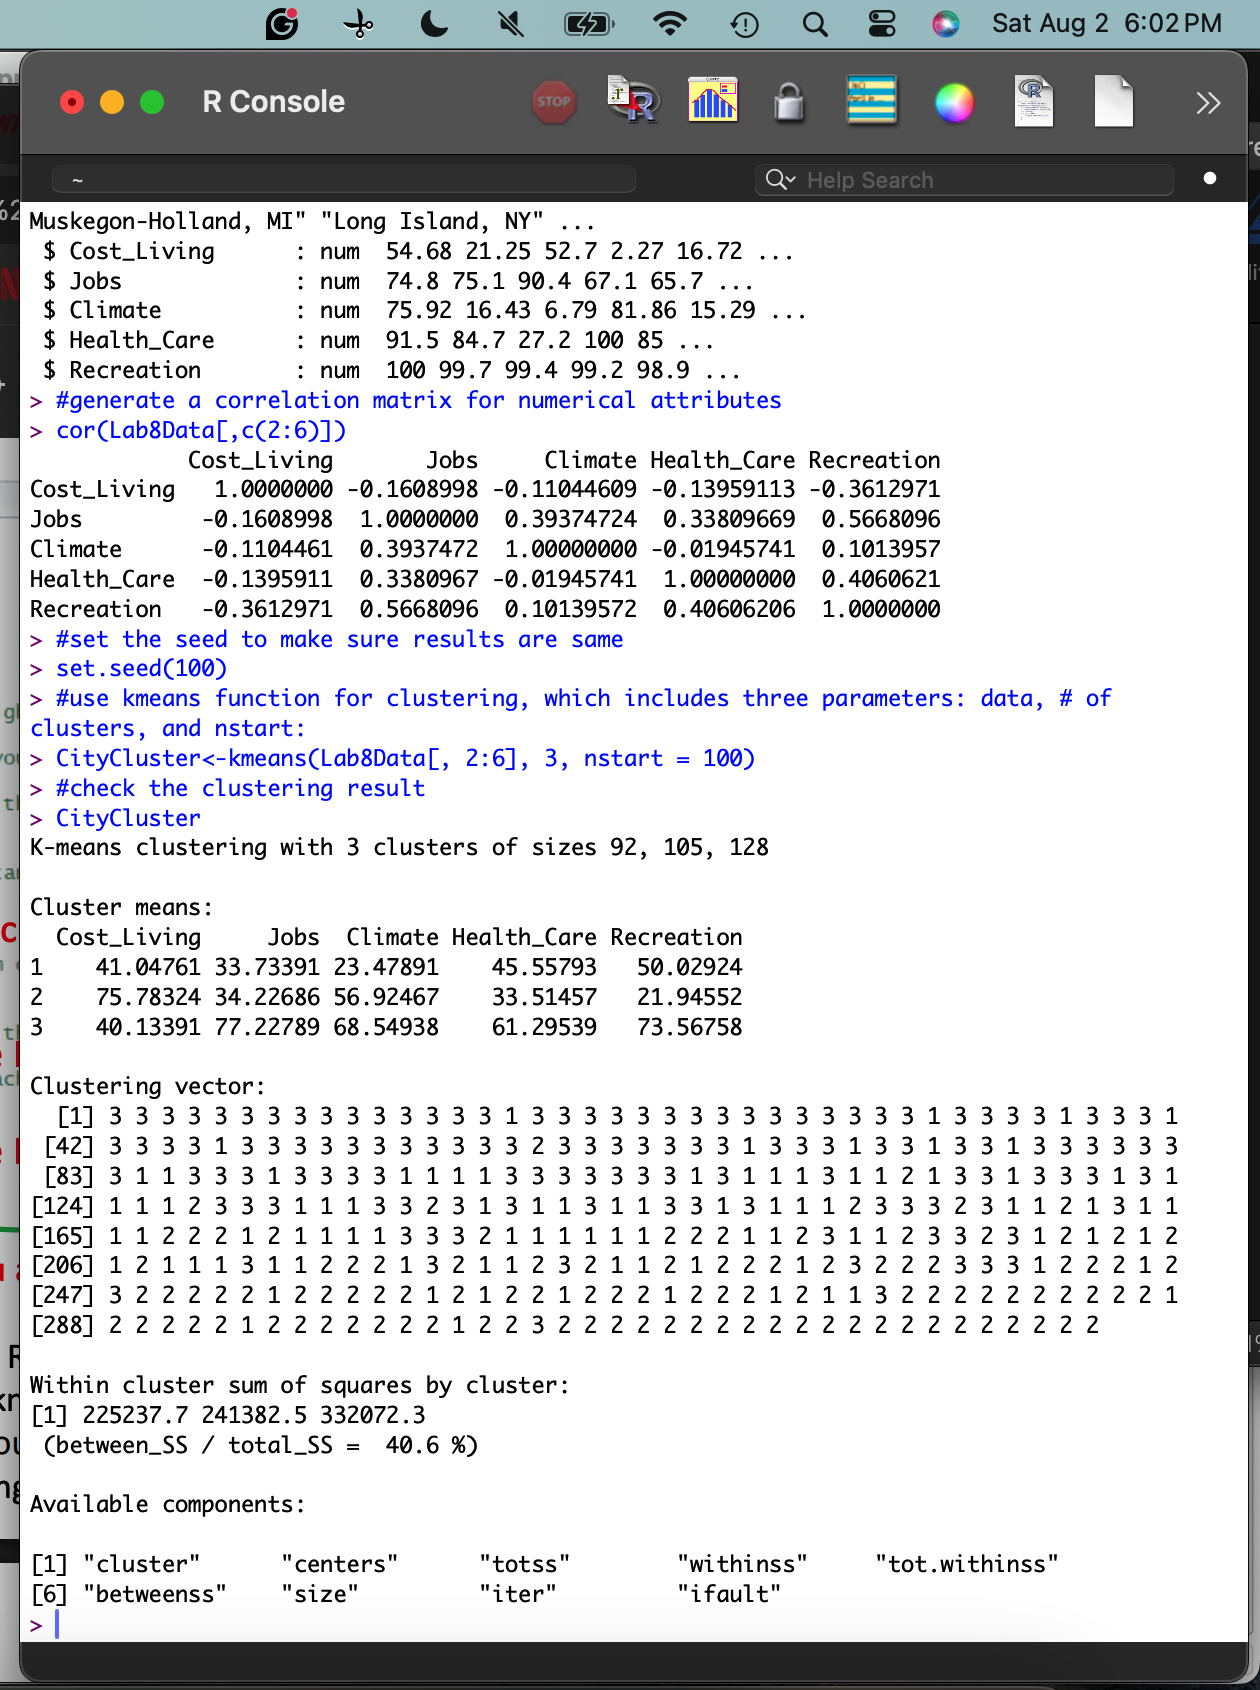 Sat Aug 2 6:02 PM
R Console
STOP
~
Help Search
Muskegon-Holland, MI" "Long Island, NY" ...
 $ Cost_Living      : num  54.68 21.25 52.7 2.27 16.72 ...
 $ Jobs             : num  74.8 75.1 90.4 67.1 65.7 ...
 $ Climate          : num  75.92 16.43 6.79 81.86 15.29 ...
 $ Health_Care      : num  91.5 84.7 27.2 100 85 ...
 $ Recreation       : num  100 99.7 99.4 99.2 98.9 ...
> #generate a correlation matrix for numerical attributes
> cor(Lab8Data[,c(2:6)])
            Cost_Living       Jobs     Climate Health_Care Recreation
Cost_Living   1.0000000 -0.1608998 -0.11044609 -0.13959113 -0.3612971
Jobs         -0.1608998  1.0000000  0.39374724  0.33809669  0.5668096
Climate      -0.1104461  0.3937472  1.00000000 -0.01945741  0.1013957
Health_Care  -0.1395911  0.3380967 -0.01945741  1.00000000  0.4060621
Recreation   -0.3612971  0.5668096  0.10139572  0.40606206  1.0000000
> #set the seed to make sure results are same
> set.seed(100)
> #use kmeans function for clustering, which includes three parameters: data, # of
clusters, and nstart:
> CityCluster<-kmeans(Lab8Data[, 2:6], 3, nstart = 100)
> #check the clustering result
> CityCluster
K-means clustering with 3 clusters of sizes 92, 105, 128
Cluster means:
  Cost_Living     Jobs  Climate Health_Care Recreation
1    41.04761 33.73391 23.47891    45.55793   50.02924
2    75.78324 34.22686 56.92467    33.51457   21.94552
3    40.13391 77.22789 68.54938    61.29539   73.56758
Clustering vector:
  [1] 3 3 3 3 3 3 3 3 3 3 3 3 3 3 3 1 3 3 3 3 3 3 3 3 3 3 3 3 3 3 3 1 3 3 3 3 1 3 3 3 1
 [42] 3 3 3 3 1 3 3 3 3 3 3 3 3 3 3 3 2 3 3 3 3 3 3 3 1 3 3 3 1 3 3 1 3 3 1 3 3 3 3 3 3
 [83] 3 1 1 3 3 3 1 3 3 3 3 1 1 1 1 3 3 3 3 3 3 3 1 3 1 1 1 3 1 1 2 1 3 3 1 3 3 3 1 3 1
[124] 1 1 1 2 3 3 3 1 1 1 3 3 2 3 1 3 1 1 3 1 1 3 3 1 3 1 1 1 2 3 3 3 2 3 1 1 2 1 3 1 1
[165] 1 1 2 2 2 1 2 1 1 1 1 3 3 3 2 1 1 1 1 1 1 2 2 2 1 1 2 3 1 1 2 3 3 2 3 1 2 1 2 1 2
[206] 1 2 1 1 1 3 1 1 2 2 2 1 3 2 1 1 2 3 2 1 1 2 1 2 2 2 1 2 3 2 2 2 3 3 3 1 2 2 2 1 2
[247] 3 2 2 2 2 2 1 2 2 2 2 2 1 2 1 2 2 1 2 2 2 1 2 2 2 1 2 1 1 3 2 2 2 2 2 2 2 2 2 2 1
[288] 2 2 2 2 2 1 2 2 2 2 2 2 2 1 2 2 3 2 2 2 2 2 2 2 2 2 2 2 2 2 2 2 2 2 2 2 2 2
Within cluster sum of squares by cluster:
[1] 225237.7 241382.5 332072.3
 (between_SS / total_SS =  40.6 %)
Available components:
[1] "cluster"      "centers"      "totss"        "withinss"     "tot.withinss"
[6] "betweenss"    "size"         "iter"         "ifault"
>